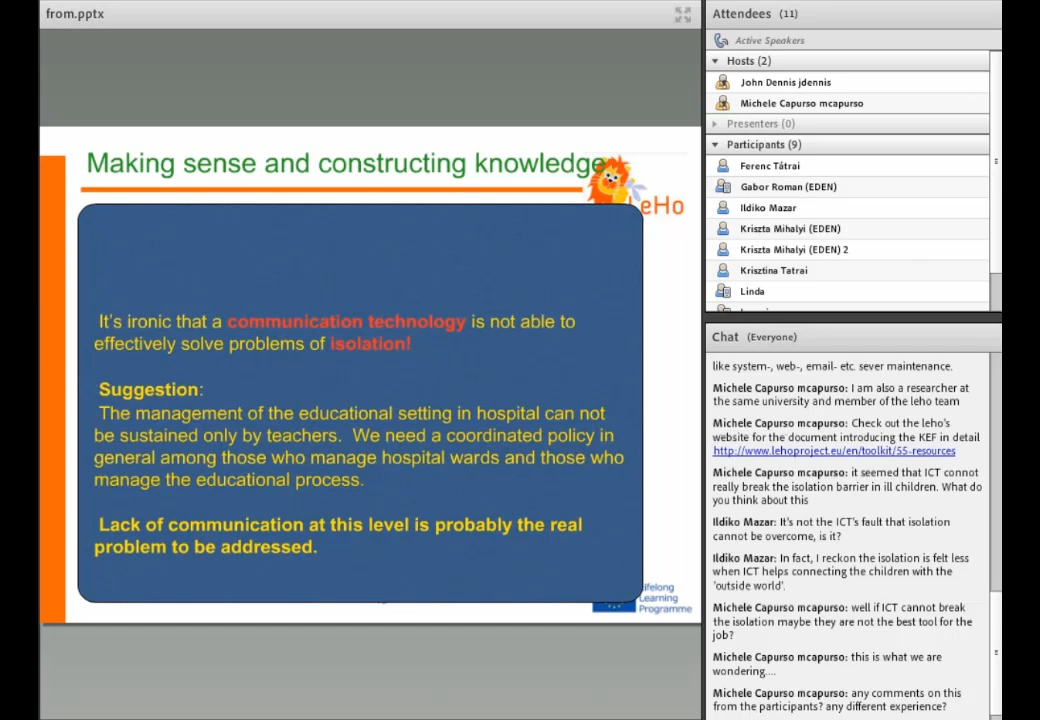 from.pptx
Making sense and constructing knowledge
eHo
It's ironic that a communication technology is not able to
effectively solve problems of isolation!
Suggestion:
The management of the educational setting in hospital can not
be sustained only by teachers. We need a coordinated policy in
general among those who manage hospital wards and those who
manage the educational process.
Lack of communication at this level is probably the real
problem to be addressed.
ifelong
Learning
Programme
Attendees (11)
Active Speakers
Hosts (2)
John Dennis jdennis
Michele Capurso mcapurso
Presenters (0)
Participants (9)
Ferenc Tátrai
Gabor Roman (EDEN)
Ildiko Mazar
Kriszta Mihalyi (EDEN)
Kriszta Mihalyi (EDEN) 2
Krisztina Tatrai
Linda
Chat (Everyone)
like system-, web-, email- etc. sever maintenance.
Michele Capurso mcapurso: I am also a researcher at
the same university and member of the leho team
Michele Capurso mcapurso: Check out the leho's
website for the document introducing the KEF in detail
http://www.lehoproject.eu/en/toolkit/55-resources
Michele Capurso mcapurso: it seemed that ICT connot
really break the isolation barrier in ill children. What do
you think about this
Ildiko Mazar: It's not the ICT's fault that isolation
cannot be overcome, is it?
Ildiko Mazar: In fact, I reckon the isolation is felt less
when ICT helps connecting the children with the
'outside world'.
Michele Capurso mcapurso: well if ICT cannot break
the isolation maybe they are not the best tool for the
job?
Michele Capurso mcapurso: this is what we are
wondering....
Michele Capurso mcapurso: any comments on this
from the participants? any different experience?